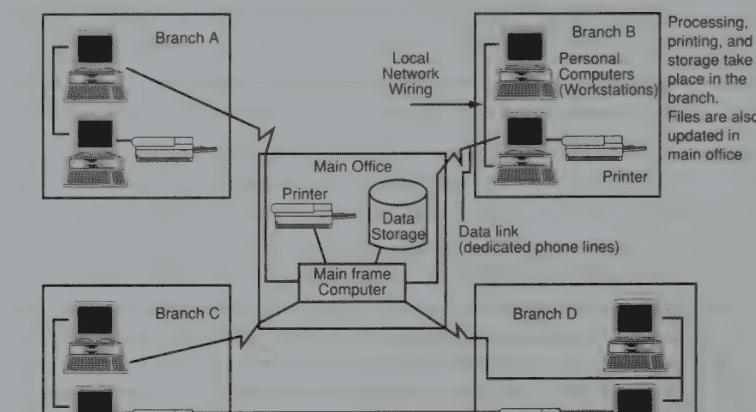 Branch A
Local
Network
Wiring
Branch B
Personal
Computers
(Workstations)
Printer
Processing,
printing, and
storage take
place in the
branch.
Files are also
updated in
main office
Main Office
Printer
Data
Storage
Main frame
Computer
Data link
(dedicated phone lines)
Branch C
Branch D